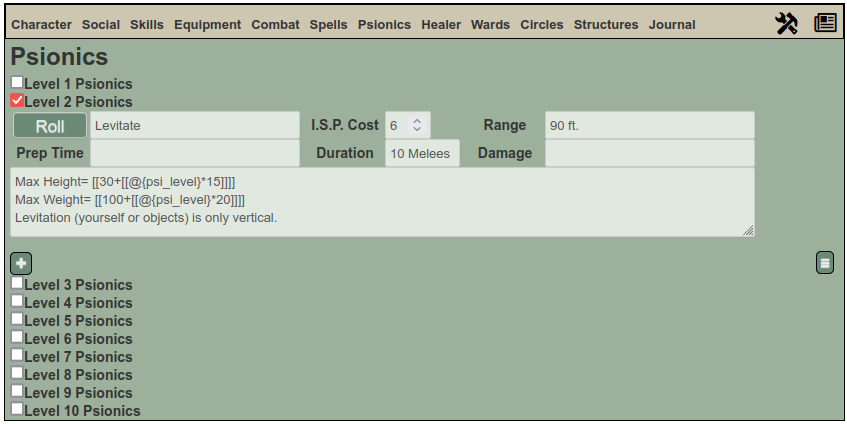 Character Social Skills Equipment Combat Spells Psionics Healer Wards Circles Structures Journal
Psionics
Level 1 Psionics
Level 2 Psionics
Roll Levitate I.S.P. Cost 6 Range 90 ft.
Prep Time Duration 10 Melees Damage
Max Height= [[30+[[@{psi_level}*15]]]]
Max Weight= [[100+[[@{psi_level}*20]]]]
Levitation (yourself or objects) is only vertical.
Level 3 Psionics
Level 4 Psionics
Level 5 Psionics
Level 6 Psionics
Level 7 Psionics
Level 8 Psionics
Level 9 Psionics
Level 10 Psionics